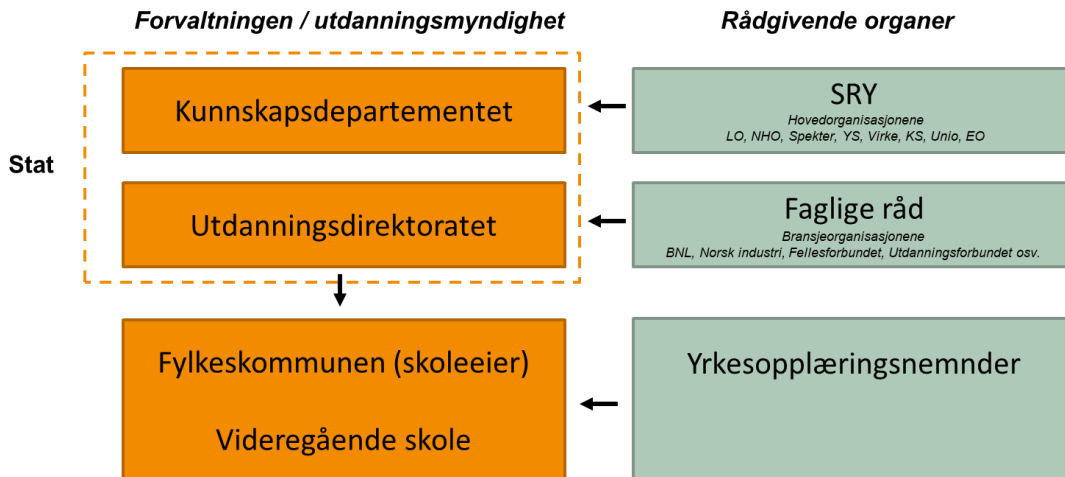 Forvaltningen / utdanningsmyndighet
Rådgivende organer
Stat
Kunnskapsdepartementet
SRY
Hovedorganisasjonene
LO, NHO, Spekter, YS, Virke, KS, Unio, EO
Utdanningsdirektoratet
Faglige råd
Bransjeorganisasjonene
BNL, Norsk industri, Fellesforbundet, Utdanningsforbundet osv.
Fylkeskommunen (skoleeier)
Videregående skole
Yrkesopplæringsnemnder